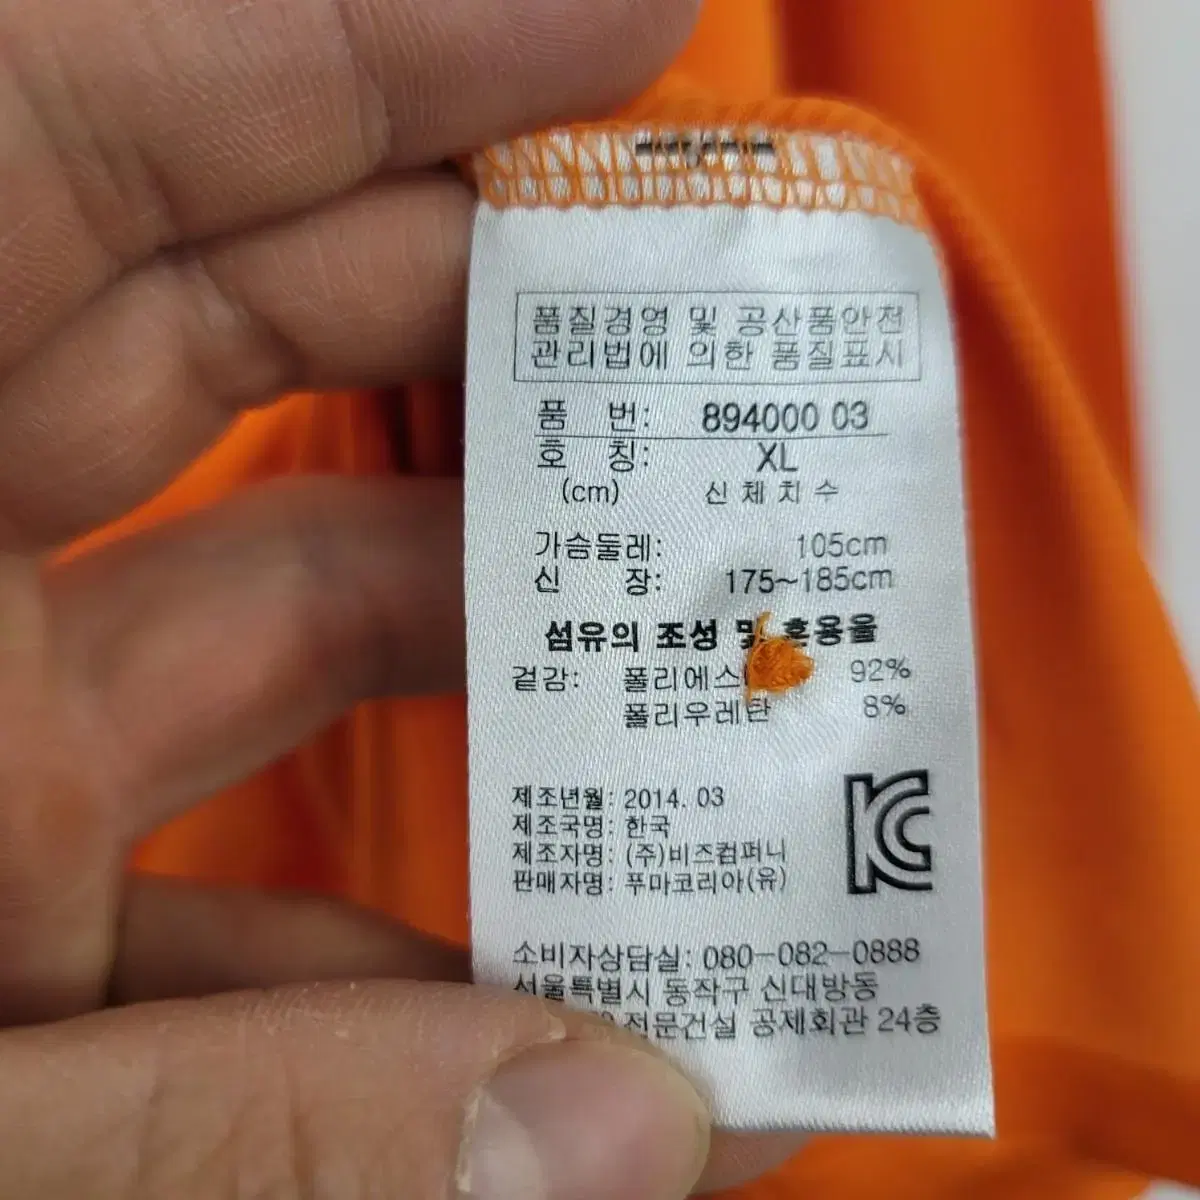 품질경영 및 공산품안전
관리법에 의한 품질표시
품 번: 894000 03
호 칭: XL
(cm) 신체치수
가슴둘레: 105cm
신 장: 175~185cm
섬유의 조성 및 혼용율
겉감: 92%
폴리우레탄 8%
제조년월: 2014. 03
제조국명: 한국
제조자명: (주)비즈컴퍼니
판매자명: 푸마코리아(유)
KC
소비자상담실: 080-082-0888
서울특별시 동작구 신대방동
전문건설 공제회관 24층